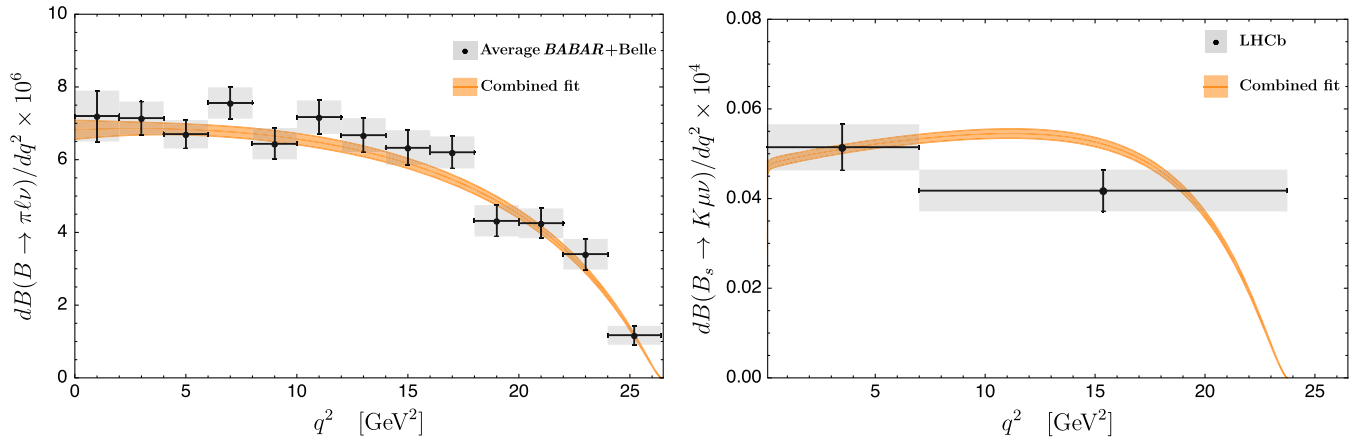 dB(B → πℓν)/dq² × 10⁶
10
8
6
4
2
0
0
5
10
15
20
25
q² [GeV²]
Average BABAR+Belle
Combined fit
dB(Bₛ → Kμν)/dq² × 10⁴
0.08
0.06
0.04
0.02
0.00
5
10
15
20
25
q² [GeV²]
LHCb
Combined fit